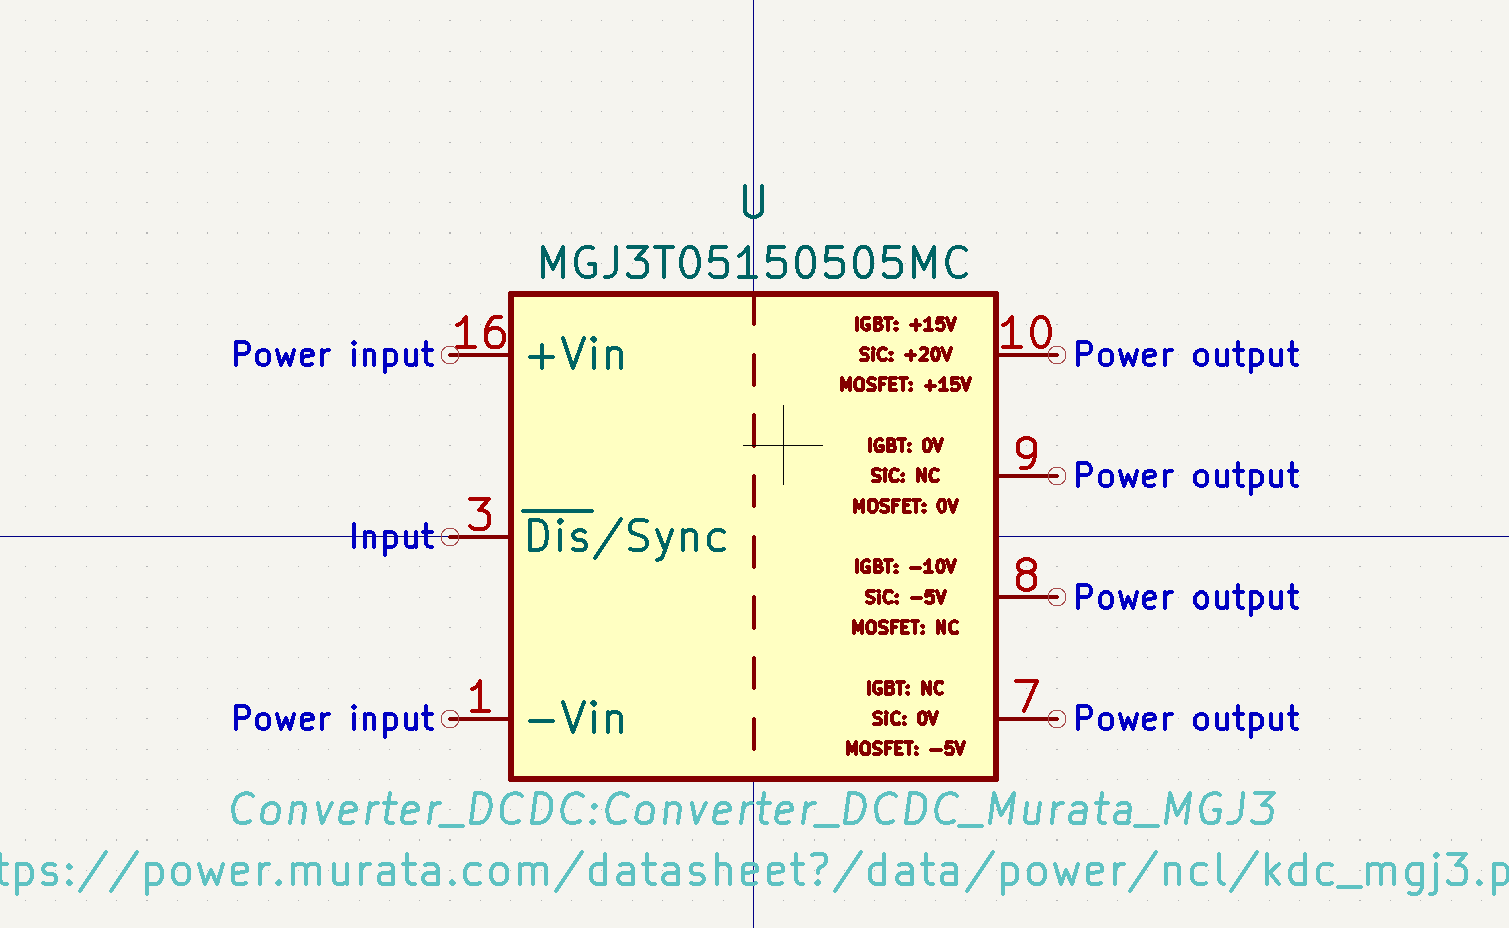 U
MGJ3T05150505MC
Power input 16 +Vin
Input 3 Dis/Sync
Power input 1 -Vin
IGBT: +15V
SiC: +20V
MOSFET: +15V
10 Power output
IGBT: 0V
SiC: NC
MOSFET: 0V
9 Power output
IGBT: -10V
SiC: -5V
MOSFET: NC
8 Power output
IGBT: NC
SiC: 0V
MOSFET: -5V
7 Power output
Converter_DCDC:Converter_DCDC_Murata_MGJ3
tps://power.murata.com/datasheet?/data/power/ncl/kdc_mgj3.p